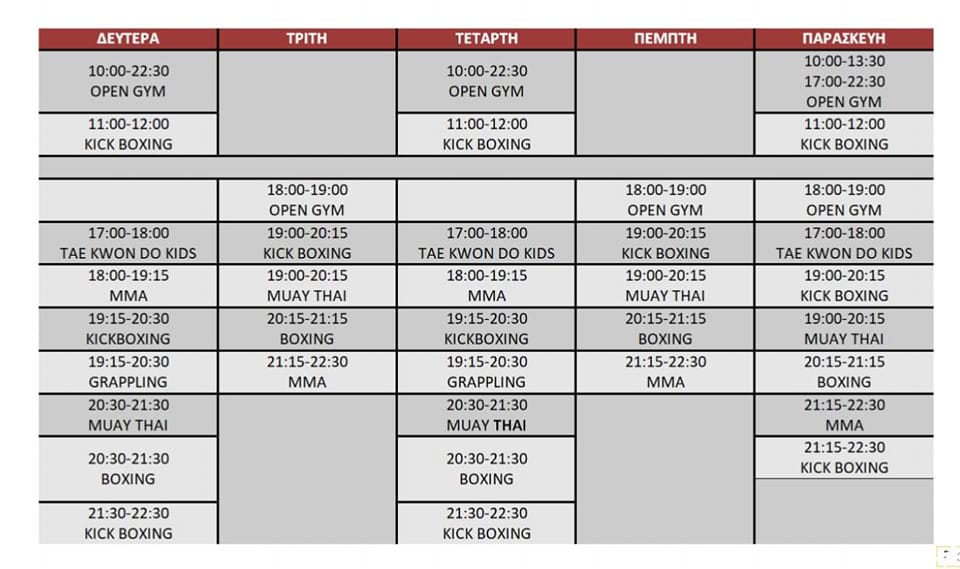 ΔΕΥΤΕΡΑ ΤΡΙΤΗ ΤΕΤΑΡΤΗ ΠΕΜΠΤΗ ΠΑΡΑΣΚΕΥΗ
10:00-22:30 10:00-22:30 10:00-13:30
OPEN GYM OPEN GYM 17:00-22:30
OPEN GYM
11:00-12:00 11:00-12:00 11:00-12:00
KICK BOXING KICK BOXING KICK BOXING
18:00-19:00 18:00-19:00 18:00-19:00
OPEN GYM OPEN GYM OPEN GYM
17:00-18:00 19:00-20:15 17:00-18:00 19:00-20:15 17:00-18:00
TAE KWON DO KIDS KICK BOXING TAE KWON DO KIDS KICK BOXING TAE KWON DO KIDS
18:00-19:15 19:00-20:15 18:00-19:15 19:00-20:15 19:00-20:15
MMA MUAY THAI MMA MUAY THAI KICK BOXING
19:15-20:30 20:15-21:15 19:15-20:30 20:15-21:15 19:00-20:15
KICKBOXING BOXING KICKBOXING BOXING MUAY THAI
19:15-20:30 21:15-22:30 19:15-20:30 21:15-22:30 20:15-21:15
GRAPPLING MMA GRAPPLING MMA BOXING
20:30-21:30 20:30-21:30 21:15-22:30
MUAY THAI MUAY THAI MMA
20:30-21:30 20:30-21:30 21:15-22:30
BOXING BOXING KICK BOXING
21:30-22:30 21:30-22:30
KICK BOXING KICK BOXING